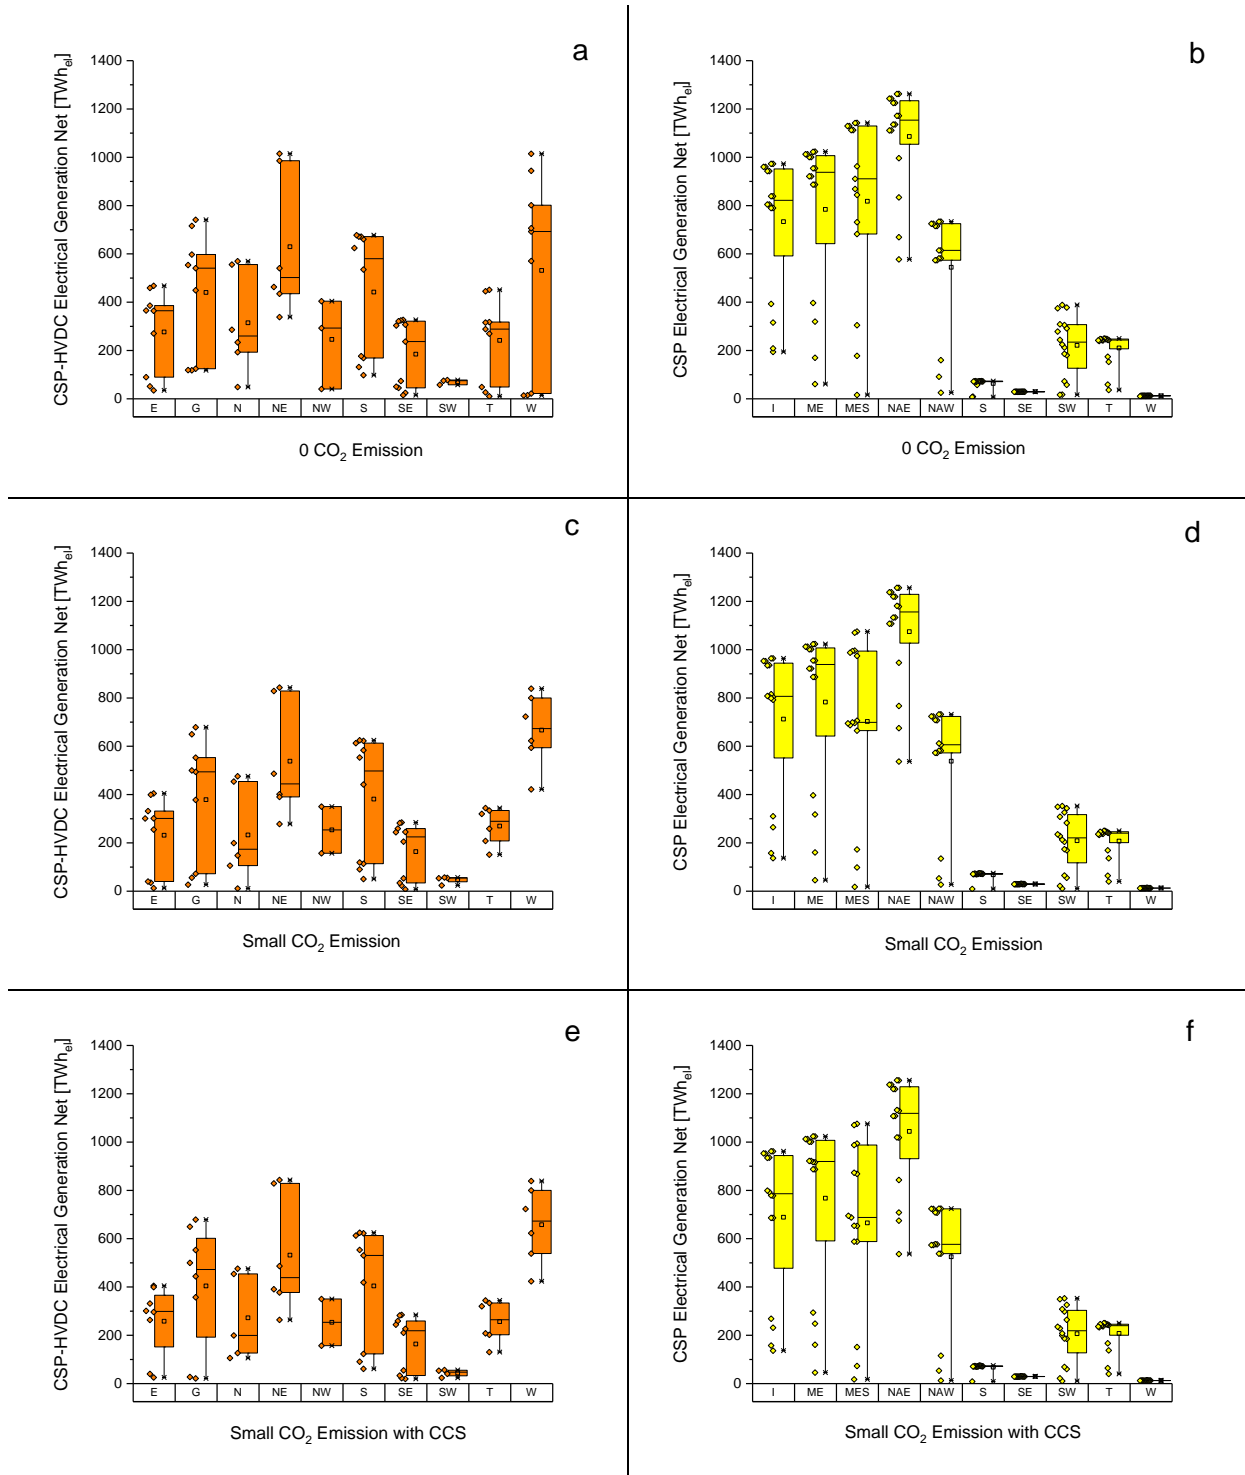 a
CSP-HVDC Electrical Generation Net [TWh_el]
1400
1200
1000
800
600
400
200
0
E G N NE NW S SE SW T W
0 CO₂ Emission
b
CSP Electrical Generation Net [TWh_el]
1400
1200
1000
800
600
400
200
0
I ME MES NAE NAW S SE SW T W
0 CO₂ Emission
c
CSP-HVDC Electrical Generation Net [TWh_el]
1400
1200
1000
800
600
400
200
0
E G N NE NW S SE SW T W
Small CO₂ Emission
d
CSP Electrical Generation Net [TWh_el]
1400
1200
1000
800
600
400
200
0
I ME MES NAE NAW S SE SW T W
Small CO₂ Emission
e
CSP-HVDC Electrical Generation Net [TWh_el]
1400
1200
1000
800
600
400
200
0
E G N NE NW S SE SW T W
Small CO₂ Emission with CCS
f
CSP Electrical Generation Net [TWh_el]
1400
1200
1000
800
600
400
200
0
I ME MES NAE NAW S SE SW T W
Small CO₂ Emission with CCS